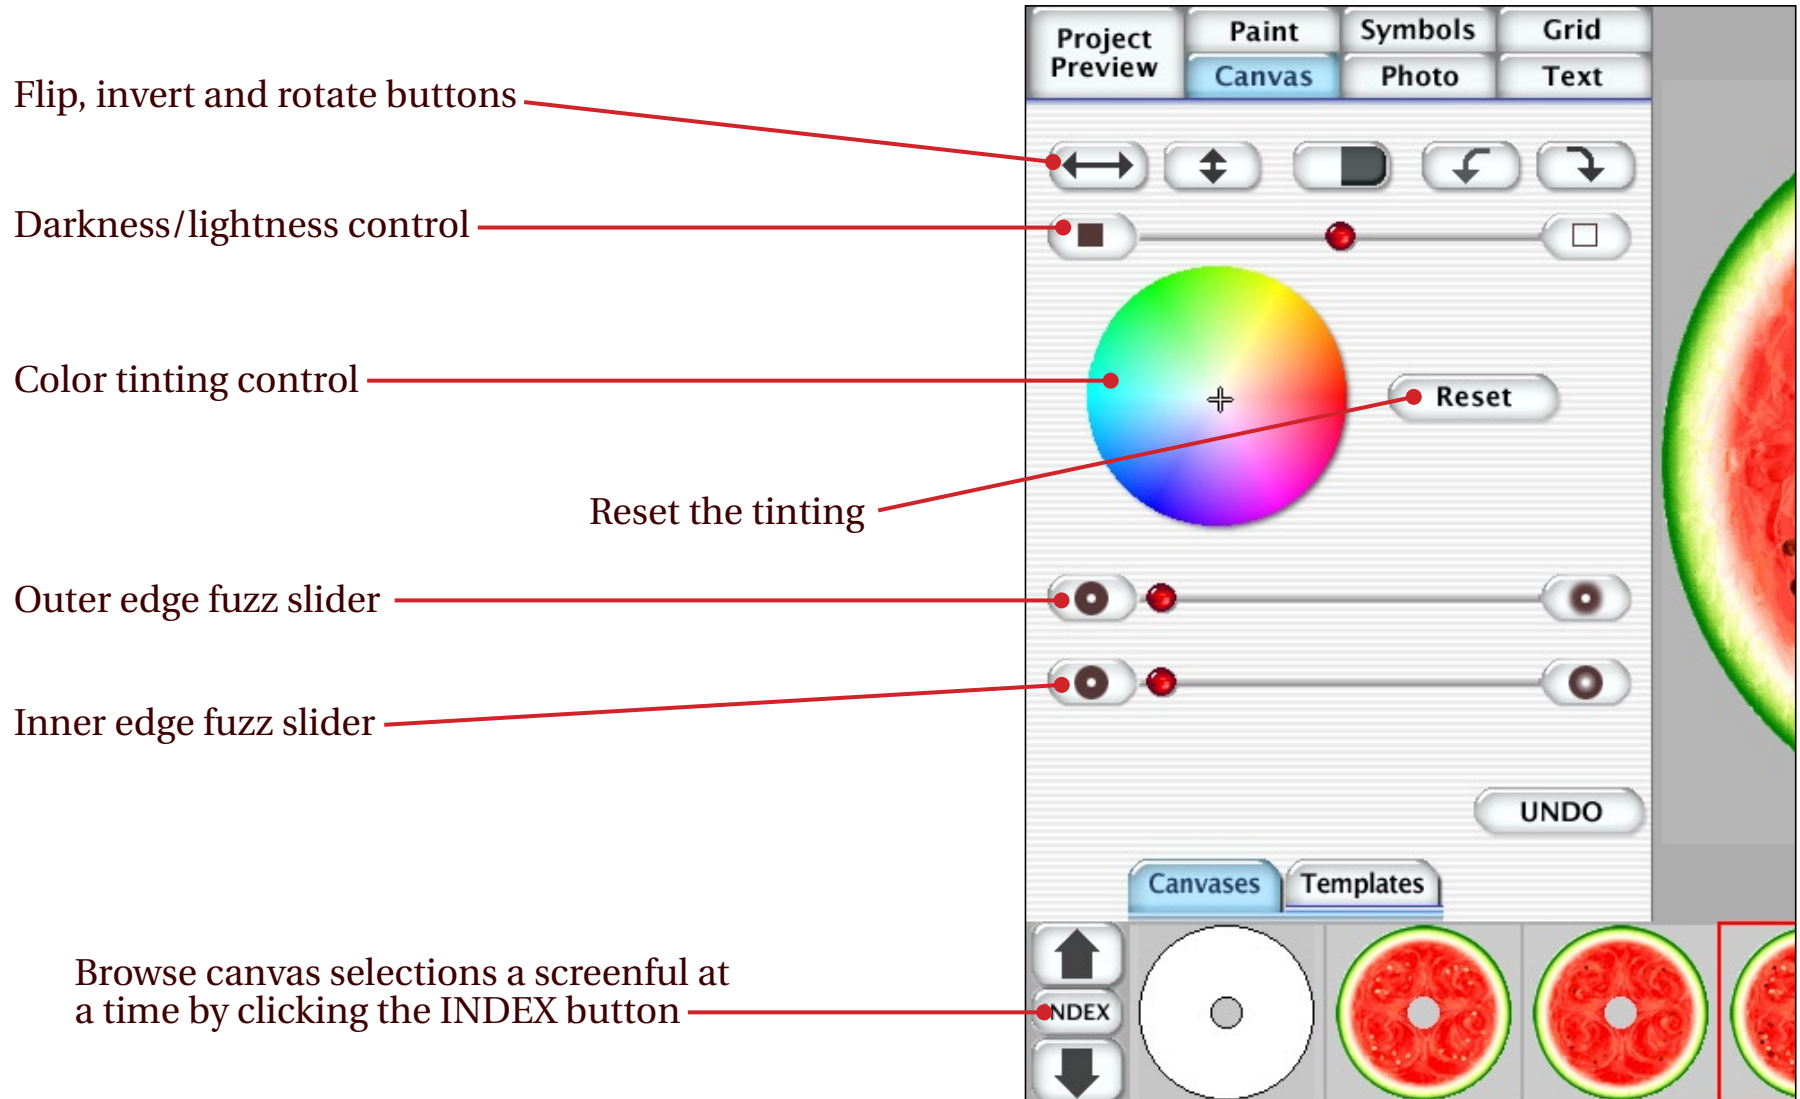 Project
Preview
Paint
Symbols
Grid
Canvas
Photo
Text
Flip, invert and rotate buttons
Darkness/lightness control
Color tinting control
Reset
Reset the tinting
Outer edge fuzz slider
Inner edge fuzz slider
UNDO
Canvases
Templates
Browse canvas selections a screenful at
a time by clicking the INDEX button
INDEX